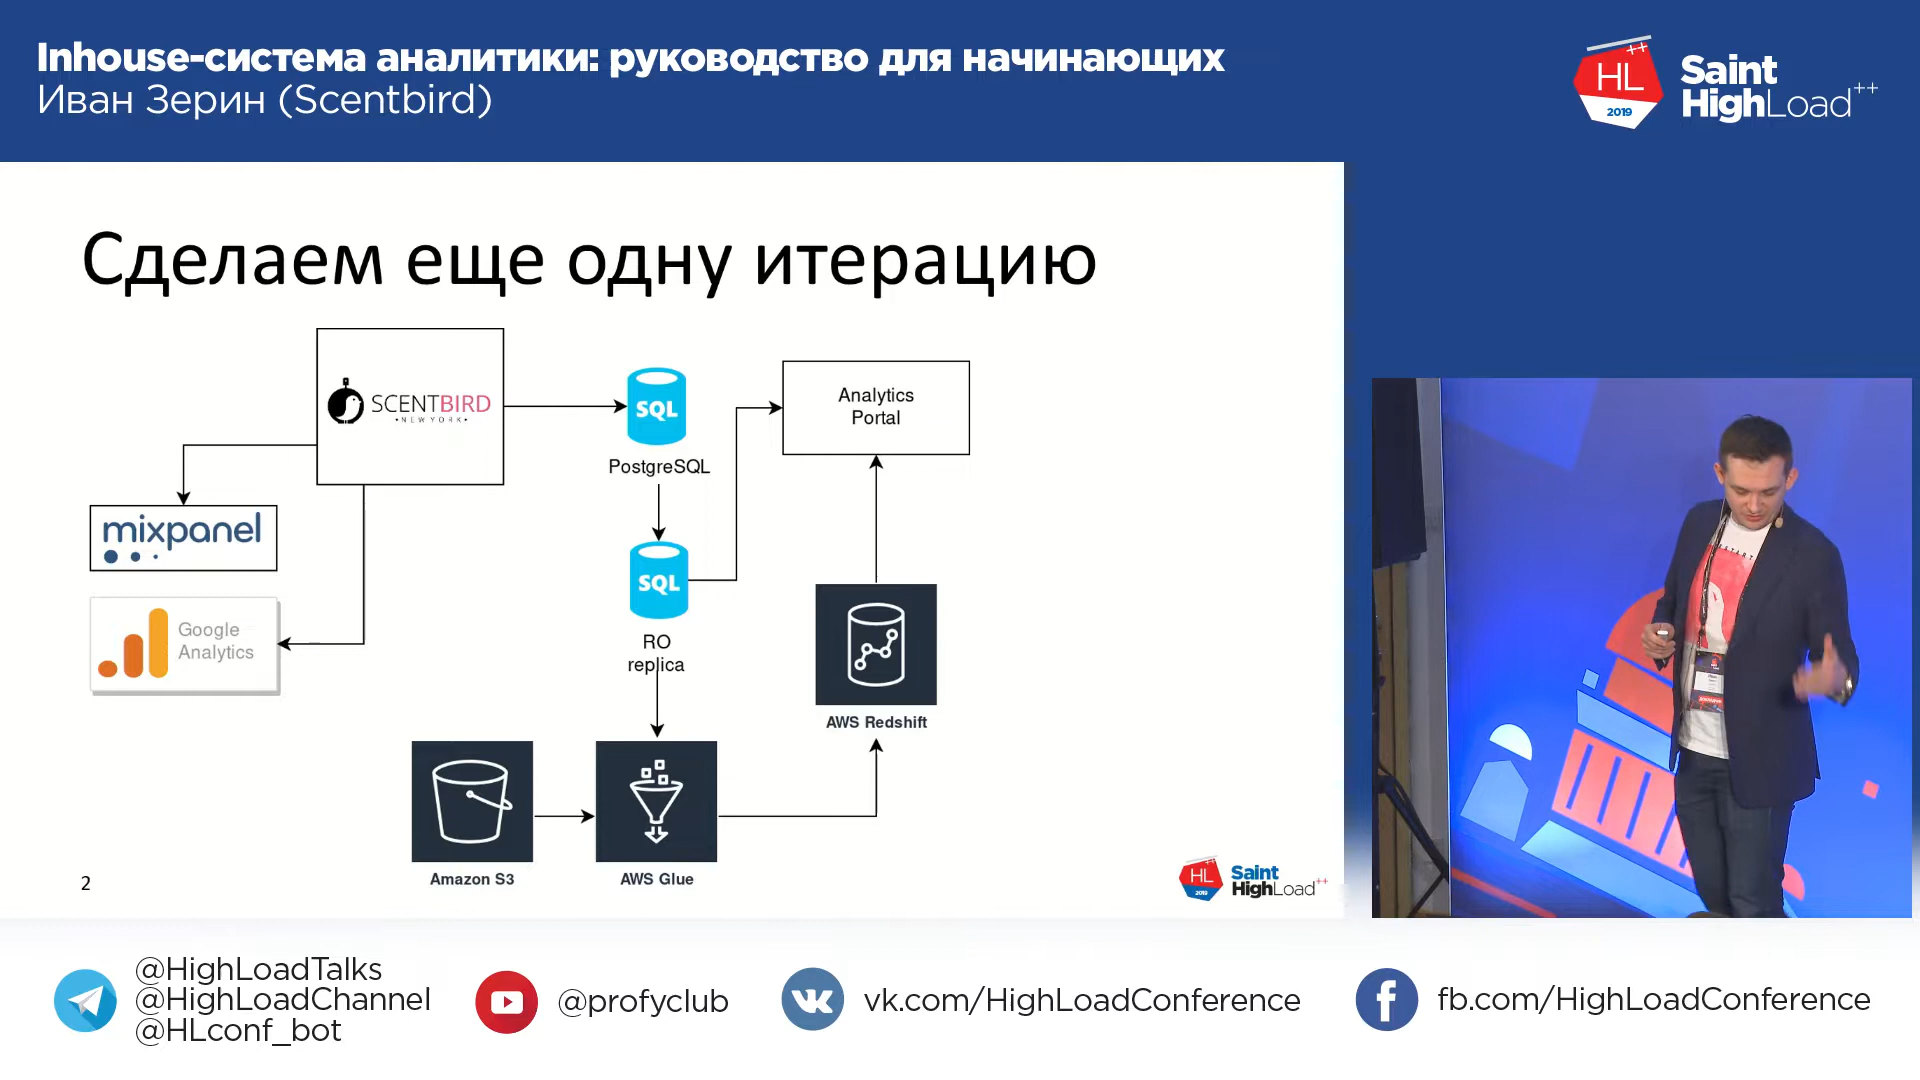 Inhouse-система аналитики: руководство для начинающих
Иван Зерин (Scentbird)
HL ++
2019
Saint
HighLoad++
Сделаем еще одну итерацию
SCENTBIRD
•NEW YORK•
mixpanel
Google
Analytics
SQL
PostgreSQL
SQL
RO
replica
Analytics
Portal
AWS Redshift
Amazon S3
AWS Glue
2
HL ++
2019
Saint
HighLoad++
@HighLoadTalks
@HighLoadChannel
@HLconf_bot
@profyclub
vk.com/HighLoadConference
fb.com/HighLoadConference